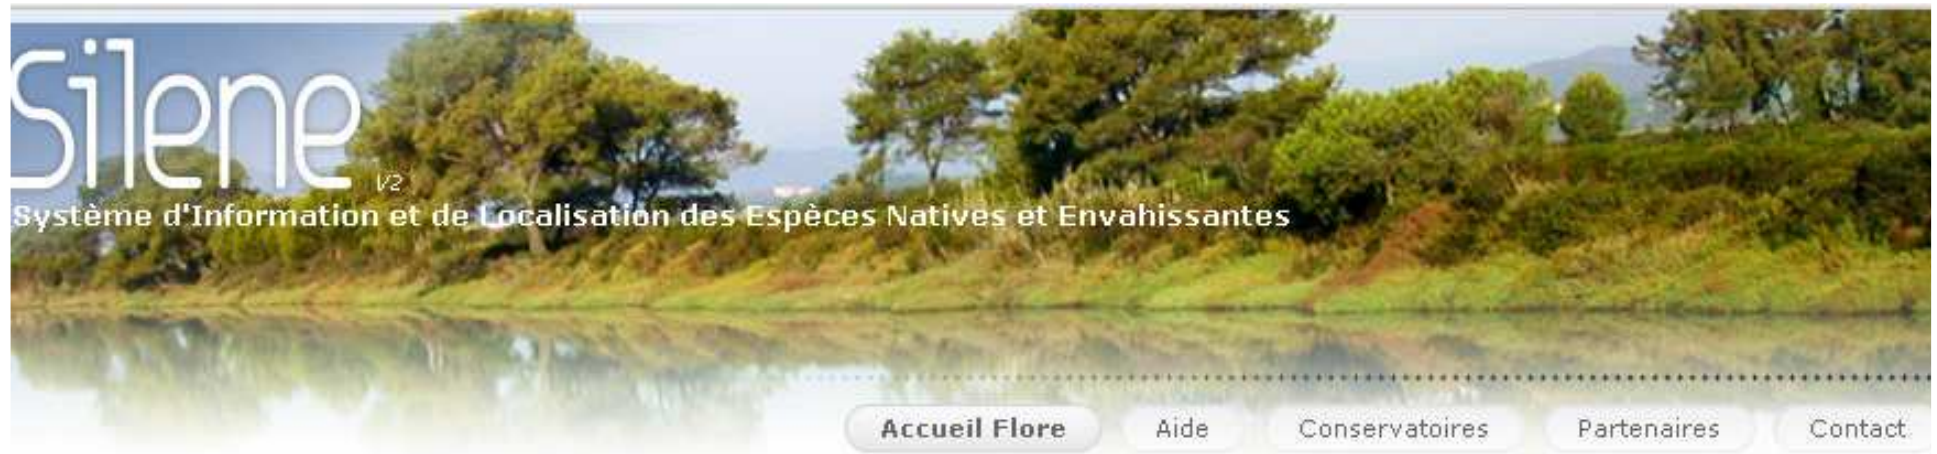 Silene
V2
Système d'Information et de Localisation des Espèces Natives et Envahissantes
Accueil Flore Aide Conservatoires Partenaires Contact